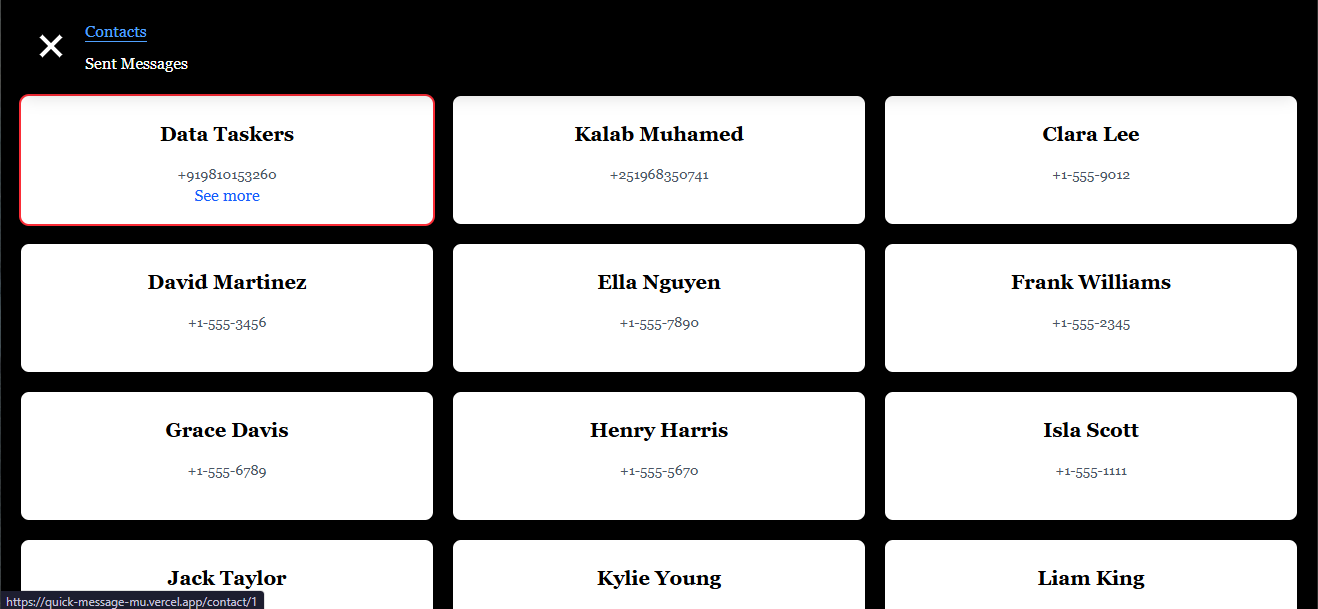 Contacts
Sent Messages
Data Taskers
+919810153260
See more
Kalab Muhamed
+251968350741
Clara Lee
+1-555-9012
David Martinez
+1-555-3456
Ella Nguyen
+1-555-7890
Frank Williams
+1-555-2345
Grace Davis
+1-555-6789
Henry Harris
+1-555-5670
Isla Scott
+1-555-1111
Jack Taylor
Kylie Young
Liam King
https://quick-message-mu.vercel.app/contact/1